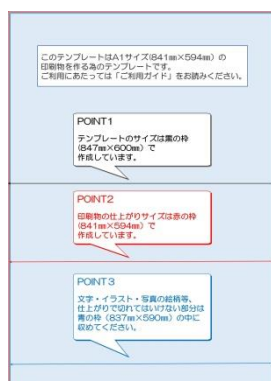 このテンプレートはA1サイズ(841㎜×594㎜)の
印刷物を作る為のテンプレートです。
ご利用にあたっては「ご利用ガイド」をお読みください。
POINT1
テンプレートのサイズは黒の枠
(847㎜×600㎜)で
作成しています。
POINT2
印刷物の仕上がりサイズは赤の枠
(841㎜×594㎜)で
作成しています。
POINT3
文字・イラスト・写真の絵柄等、
仕上がりで切れてはいけない部分は
青の枠(837㎜×590㎜)の中に
収めてください。